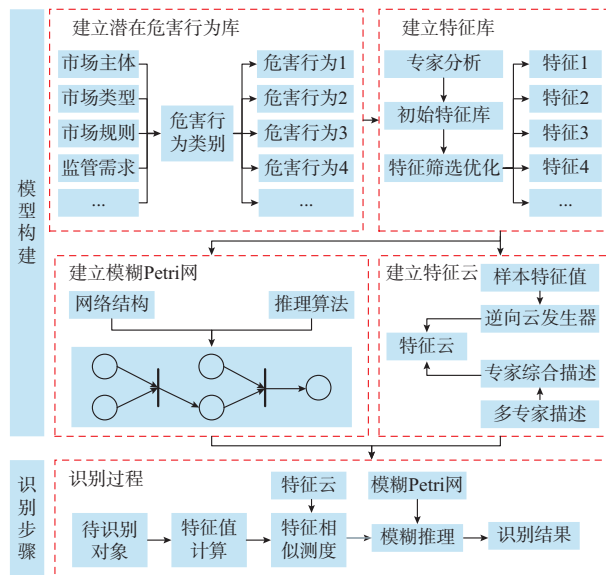 模型构建
建立潜在危害行为库
市场主体
市场类型
市场规则
监管需求
...
危害行
为类别
危害行为1
危害行为2
危害行为3
危害行为4
...
建立特征库
专家分析
初始特征库
特征筛选优化
特征1
特征2
特征3
特征4
...
建立模糊Petri网
网络结构
推理算法
建立特征云
样本特征值
逆向云发生器
特征云
专家综合描述
多专家描述
识别步骤
识别过程
特征云
模糊Petri网
待识别
对象
特征值
计算
特征相
似测度
模糊推理
识别结果